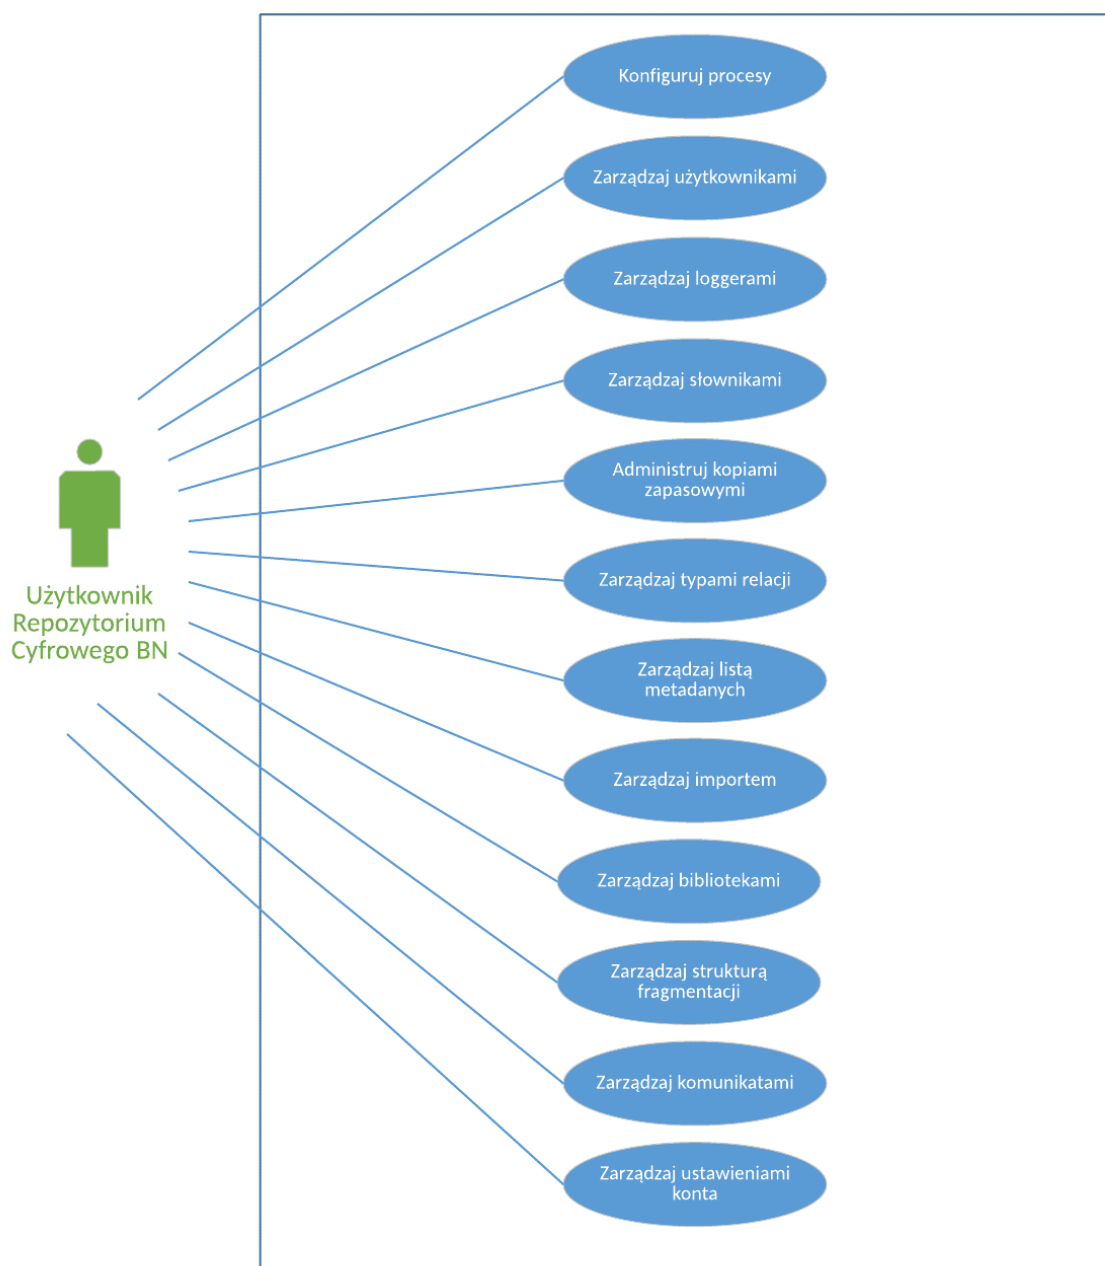 Konfiguruj procesy
Zarządzaj użytkownikami
Zarządzaj loggerami
Zarządzaj słownikami
Administruj kopiami
zapasowymi
Zarządzaj typami relacji
Użytkownik
Repozytorium
Cyfrowego BN
Zarządzaj listą
metadanych
Zarządzaj importem
Zarządzaj bibliotekami
Zarządzaj strukturą
fragmentacji
Zarządzaj komunikatami
Zarządzaj ustawieniami
konta